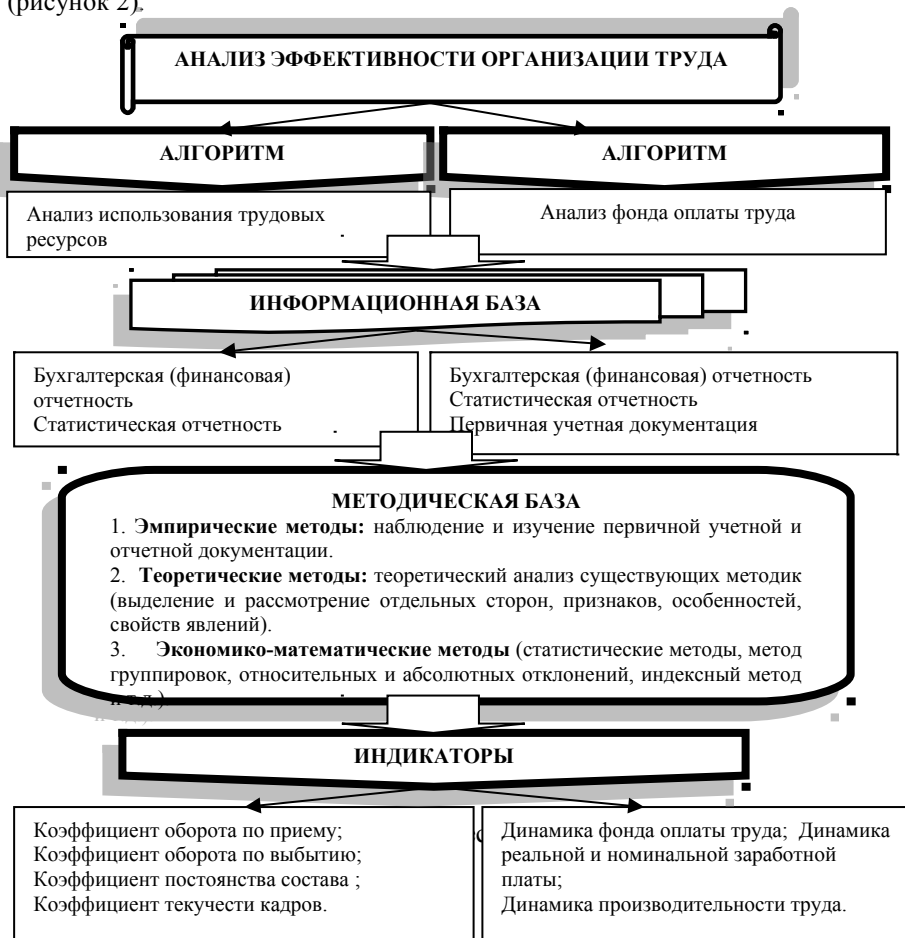 (рисунок 2).
АНАЛИЗ ЭФФЕКТИВНОСТИ ОРГАНИЗАЦИИ ТРУДА
АЛГОРИТМ
АЛГОРИТМ
Анализ использования трудовых
ресурсов
Анализ фонда оплаты труда
ИНФОРМАЦИОННАЯ БАЗА
Бухгалтерская (финансовая)
отчетность
Статистическая отчетность
Бухгалтерская (финансовая) отчетность
Статистическая отчетность
Первичная учетная документация
МЕТОДИЧЕСКАЯ БАЗА
1. Эмпирические методы: наблюдение и изучение первичной учетной и
отчетной документации.
2. Теоретические методы: теоретический анализ существующих методик
(выделение и рассмотрение отдельных сторон, признаков, особенностей,
свойств явлений).
3. Экономико-математические методы (статистические методы, метод
группировок, относительных и абсолютных отклонений, индексный метод
и т.д.)
ИНДИКАТОРЫ
Коэффициент оборота по приему;
Коэффициент оборота по выбытию;
Коэффициент постоянства состава ;
Коэффициент текучести кадров.
Динамика фонда оплаты труда; Динамика
реальной и номинальной заработной
платы;
Динамика производительности труда.